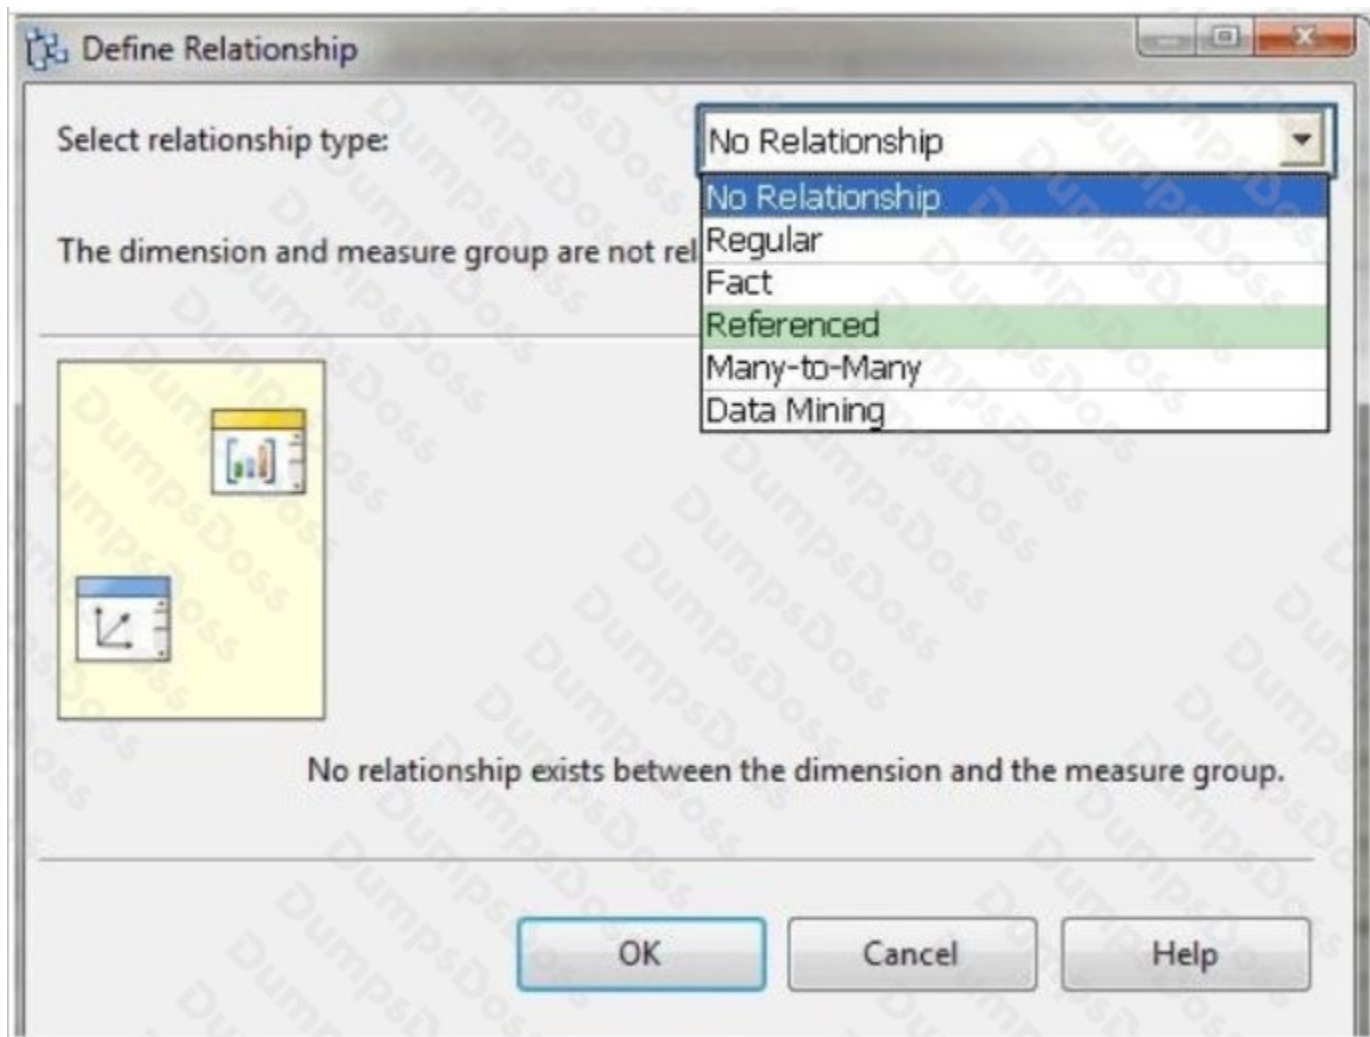 Define Relationship
Select relationship type:
No Relationship
No Relationship
Regular
The dimension and measure group are not rel
Fact
Referenced
Many-to-Many
Data Mining
No relationship exists between the dimension and the measure group.
OK
Cancel
Help
DumpsDoss